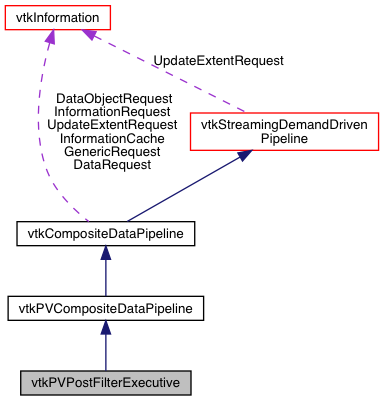 vtkInformation
UpdateExtentRequest
DataObjectRequest
InformationRequest
UpdateExtentRequest
InformationCache
GenericRequest
DataRequest
vtkStreamingDemandDriven
Pipeline
vtkCompositeDataPipeline
vtkPVCompositeDataPipeline
vtkPVPostFilterExecutive